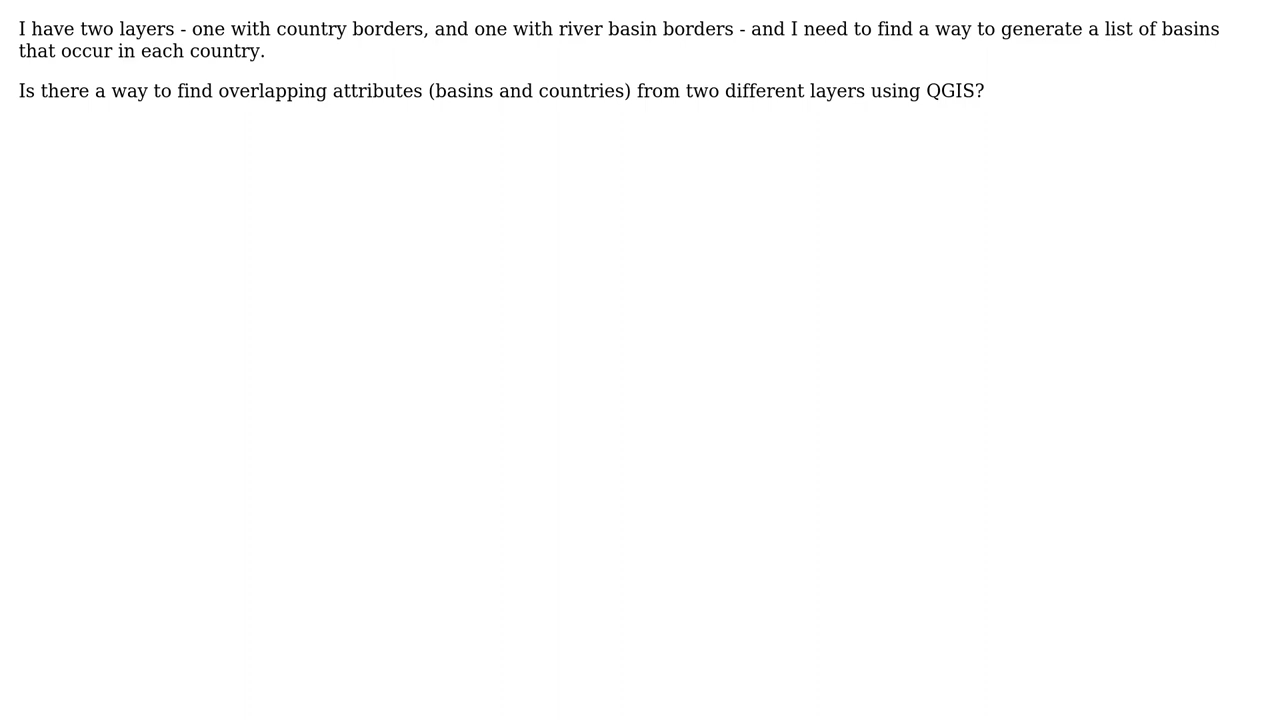 I have two layers - one with country borders, and one with river basin borders - and I need to find a way to generate a list of basins
that occur in each country.
Is there a way to find overlapping attributes (basins and countries) from two different layers using QGIS?